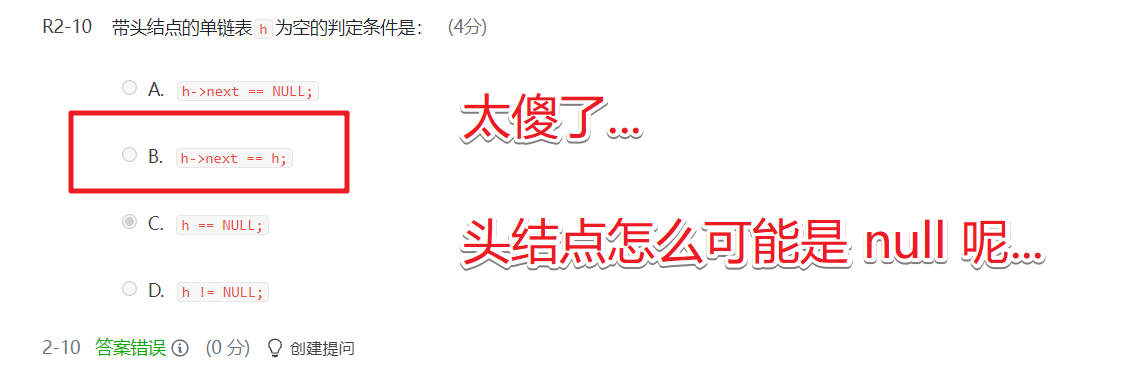 R2-10 带头结点的单链表 h 为空的判定条件是： (4分)
A. h->next == NULL;
太傻了...
B. h->next == h;
C. h == NULL;
头结点怎么可能是 null 呢...
D. h != NULL;
2-10 答案错误 (0 分) 创建提问